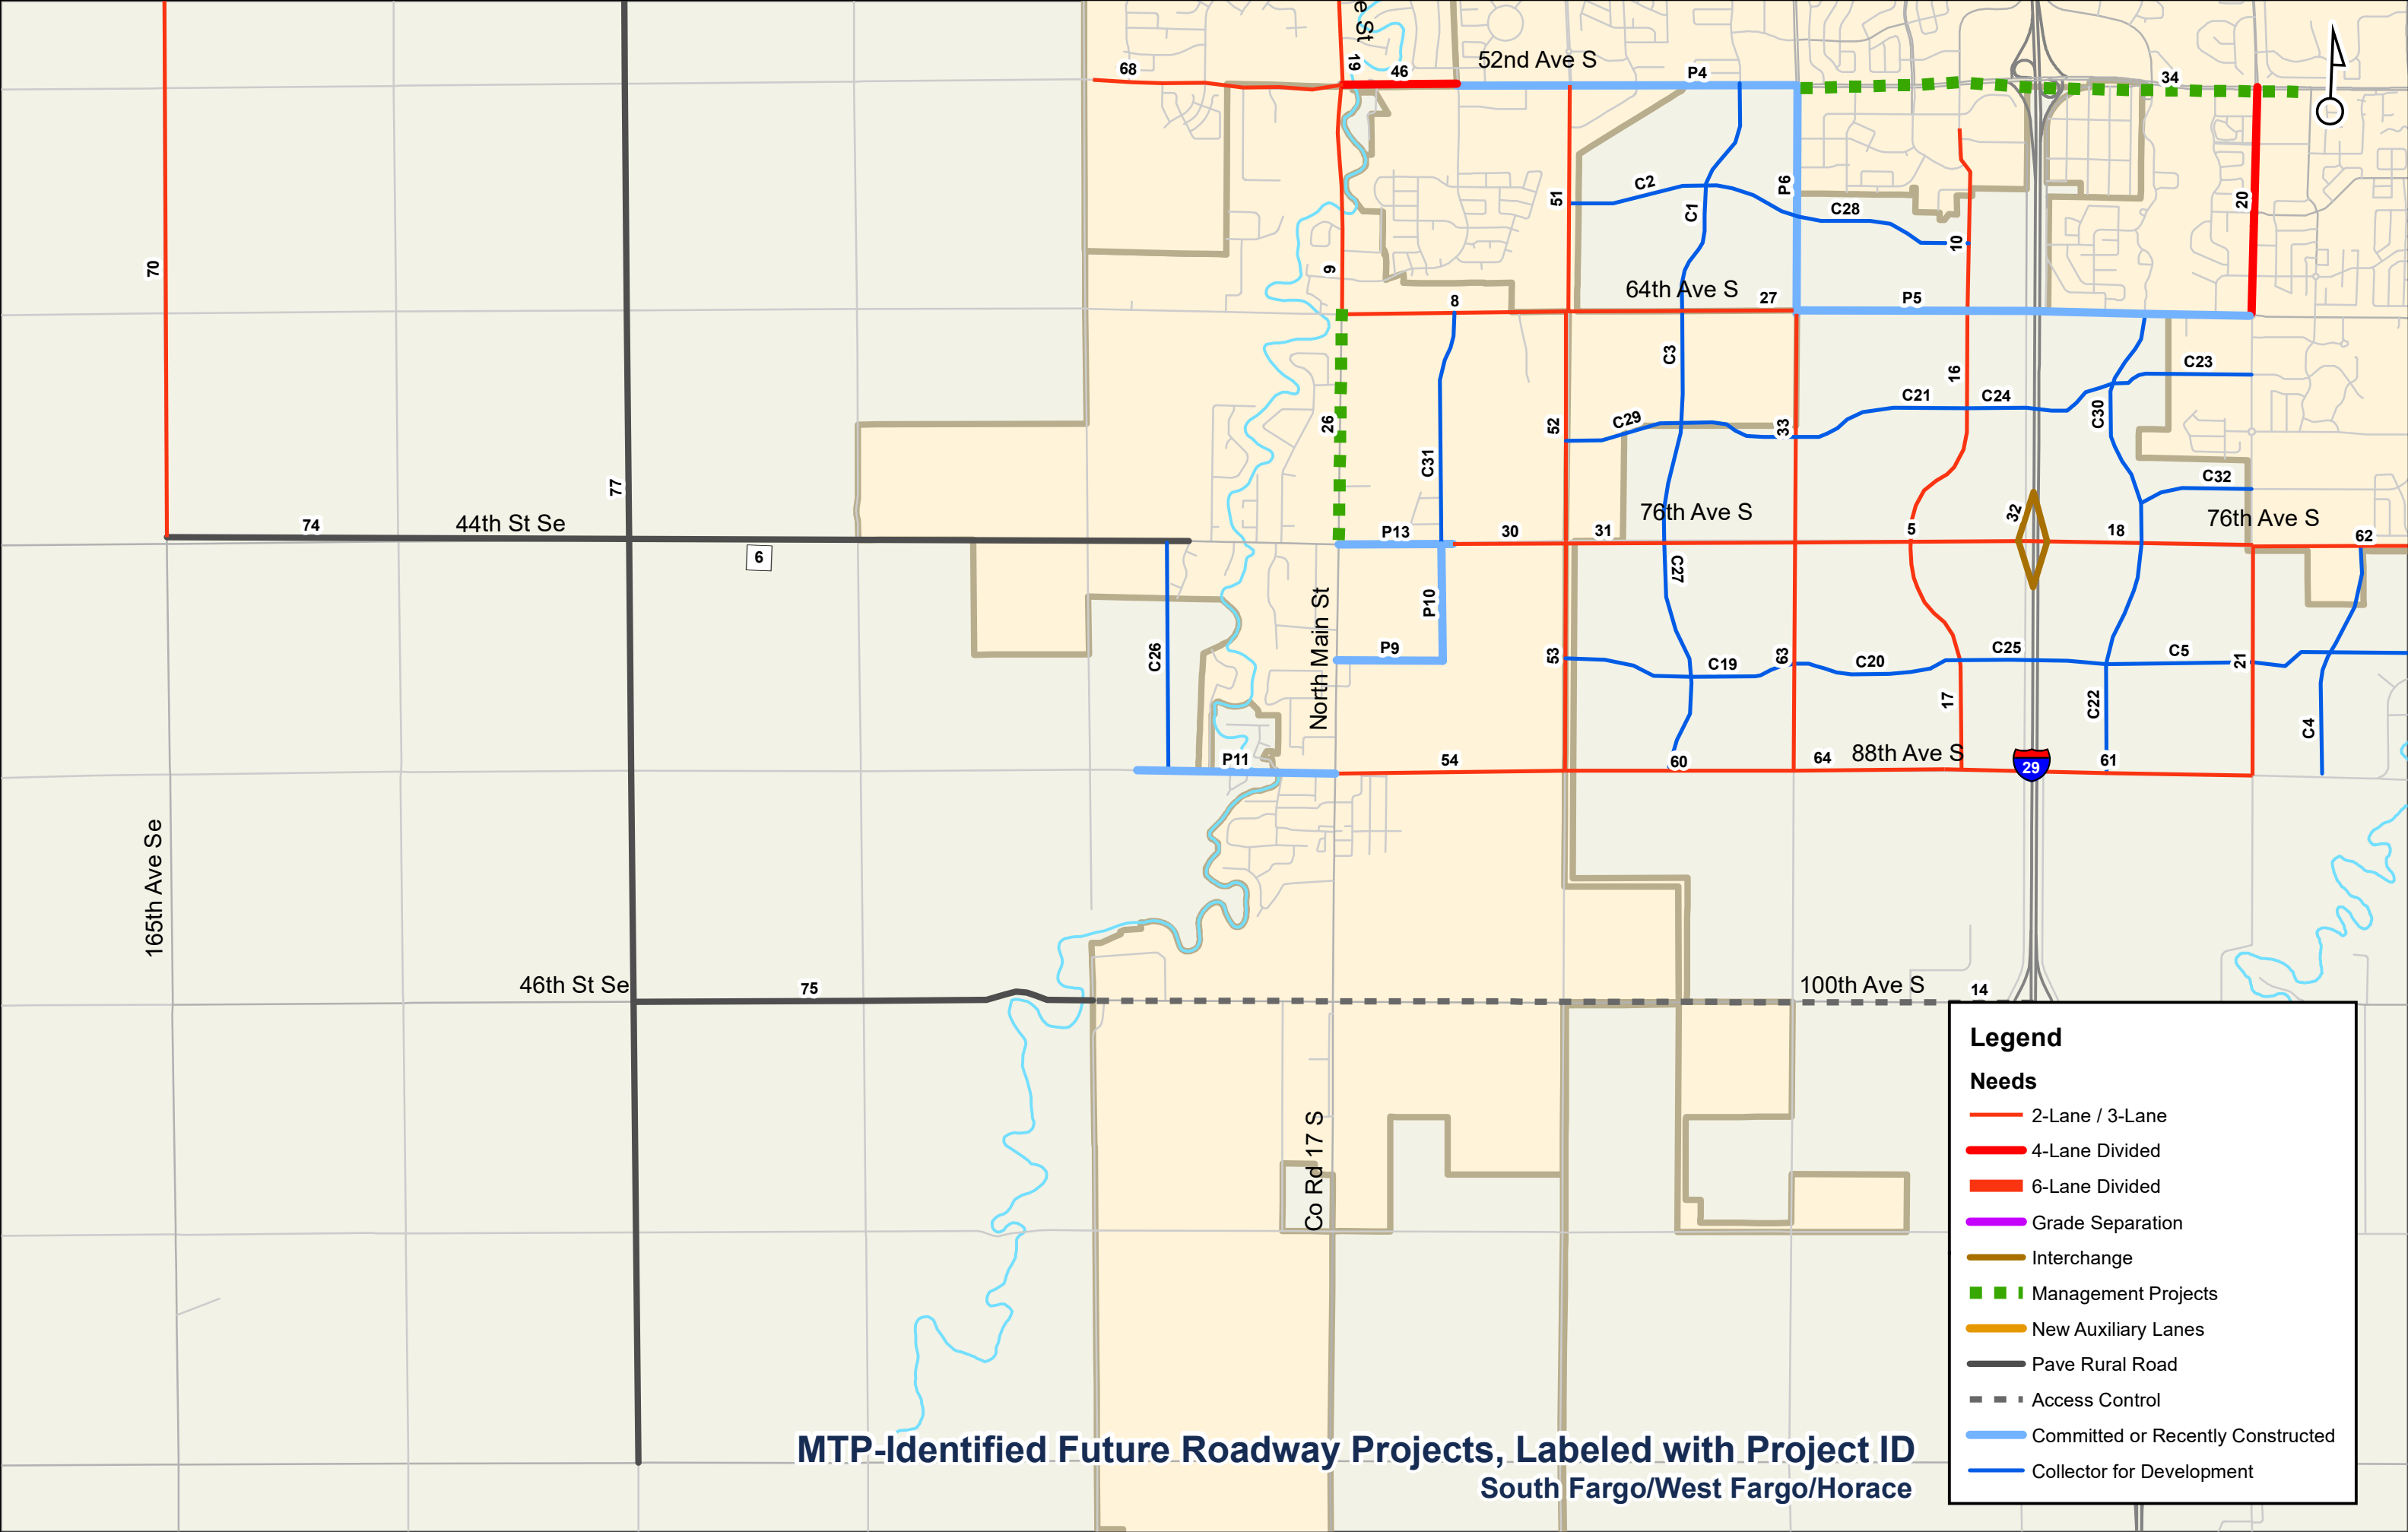 e St
19
68
46
52nd Ave S
P4
34
70
9
51
C2
C1
P6
C28
10
20
8
64th Ave S
27
P5
77
26
C31
52
C29
C3
33
16
C21
C24
C30
C23
C32
74
44th St Se
6
P13
30
31
76th Ave S
5
32
18
76th Ave S
62
C26
North Main St
P10
P9
53
C27
C19
63
C20
C25
17
C22
C5
21
C4
P11
54
60
64
88th Ave S
29
61
165th Ave Se
46th St Se
75
100th Ave S
14
Co Rd 17 S
Legend
Needs
2-Lane / 3-Lane
4-Lane Divided
6-Lane Divided
Grade Separation
Interchange
Management Projects
New Auxiliary Lanes
Pave Rural Road
Access Control
Committed or Recently Constructed
Collector for Development
MTP-Identified Future Roadway Projects, Labeled with Project ID
South Fargo/West Fargo/Horace